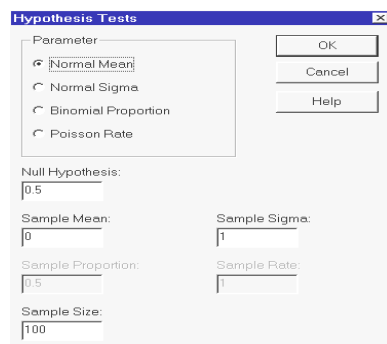 Hypothesis Tests
Parameter
Normal Mean
Normal Sigma
Binomial Proportion
Poisson Rate
OK
Cancel
Help
Null Hypothesis:
0.5
Sample Mean:
0
Sample Sigma:
1
Sample Proportion:
0.5
Sample Rate:
1
Sample Size:
100